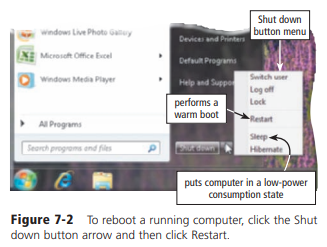 Shut down
button menu
Windows Live Photo Gallery
Devices and Printers
Microsoft Office Excel
Default Programs
Windows Media Player
Help and Support
Switch user
Log off
Lock
performs a
warm boot
Restart
All Programs
Sleep
Search programs and files
Shut down
Hibernate
puts computer in a low-power
consumption state
Figure 7-2 To reboot a running computer, click the Shut
down button arrow and then click Restart.